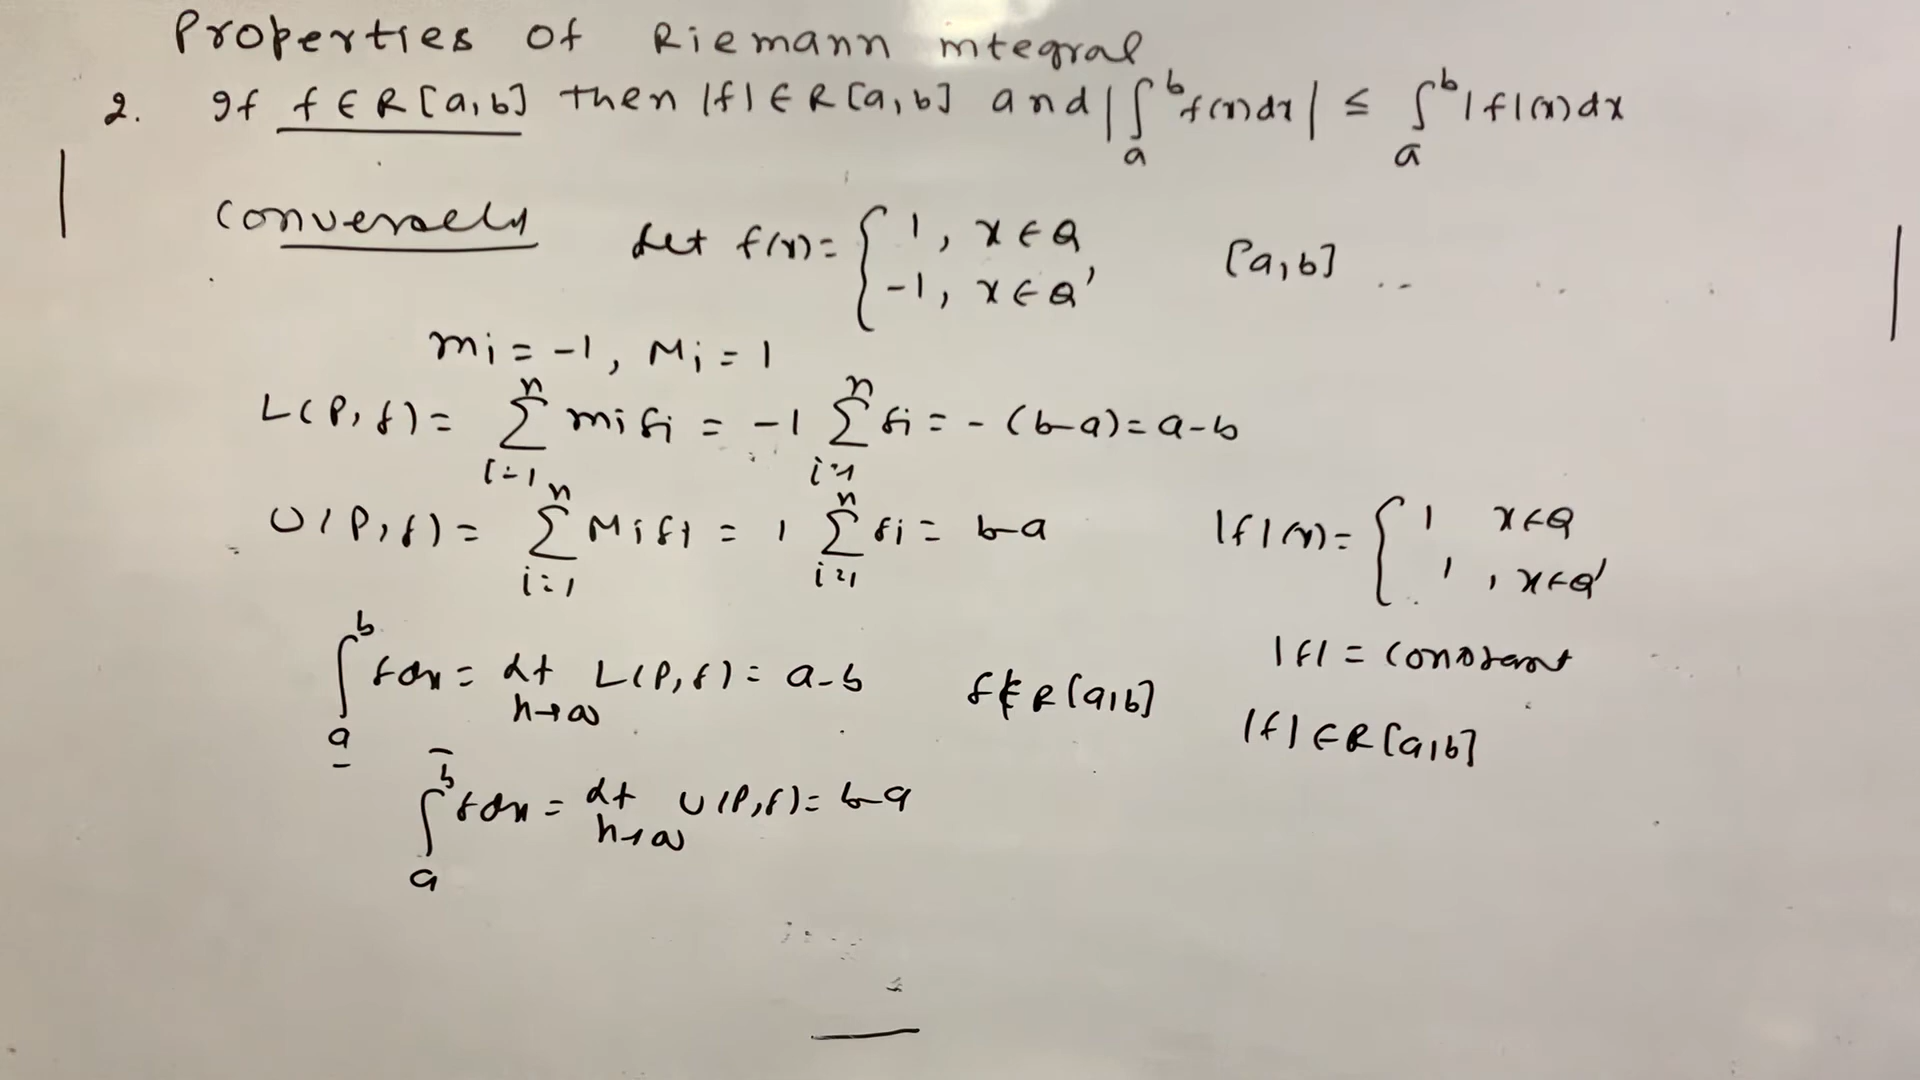 Properties of Riemann integral
2. If f ∈ R[a,b] then |f| ∈ R[a,b] and |∫_a^b f(x)dx| ≤ ∫_a^b |f|(x)dx
Conversely Let f(x) = { 1, x ∈ Q ; -1, x ∈ Q' [a,b]
mi = -1, Mi = 1
L(P,f) = Σ_{i=1}^n mi δi = -1 Σ_{i=1}^n δi = -(b-a) = a-b
U(P,f) = Σ_{i=1}^n Mi δi = 1 Σ_{i=1}^n δi = b-a
|f|(x) = { 1 x ∈ Q ; 1, x ∈ Q'
|f| = constant
∫_a^b fdx = Lt_{n→∞} L(P,f) = a-b f ∉ R[a,b]
|f| ∈ R[a,b]
∫_a^b fdx = Lt_{n→∞} U(P,f) = b-a